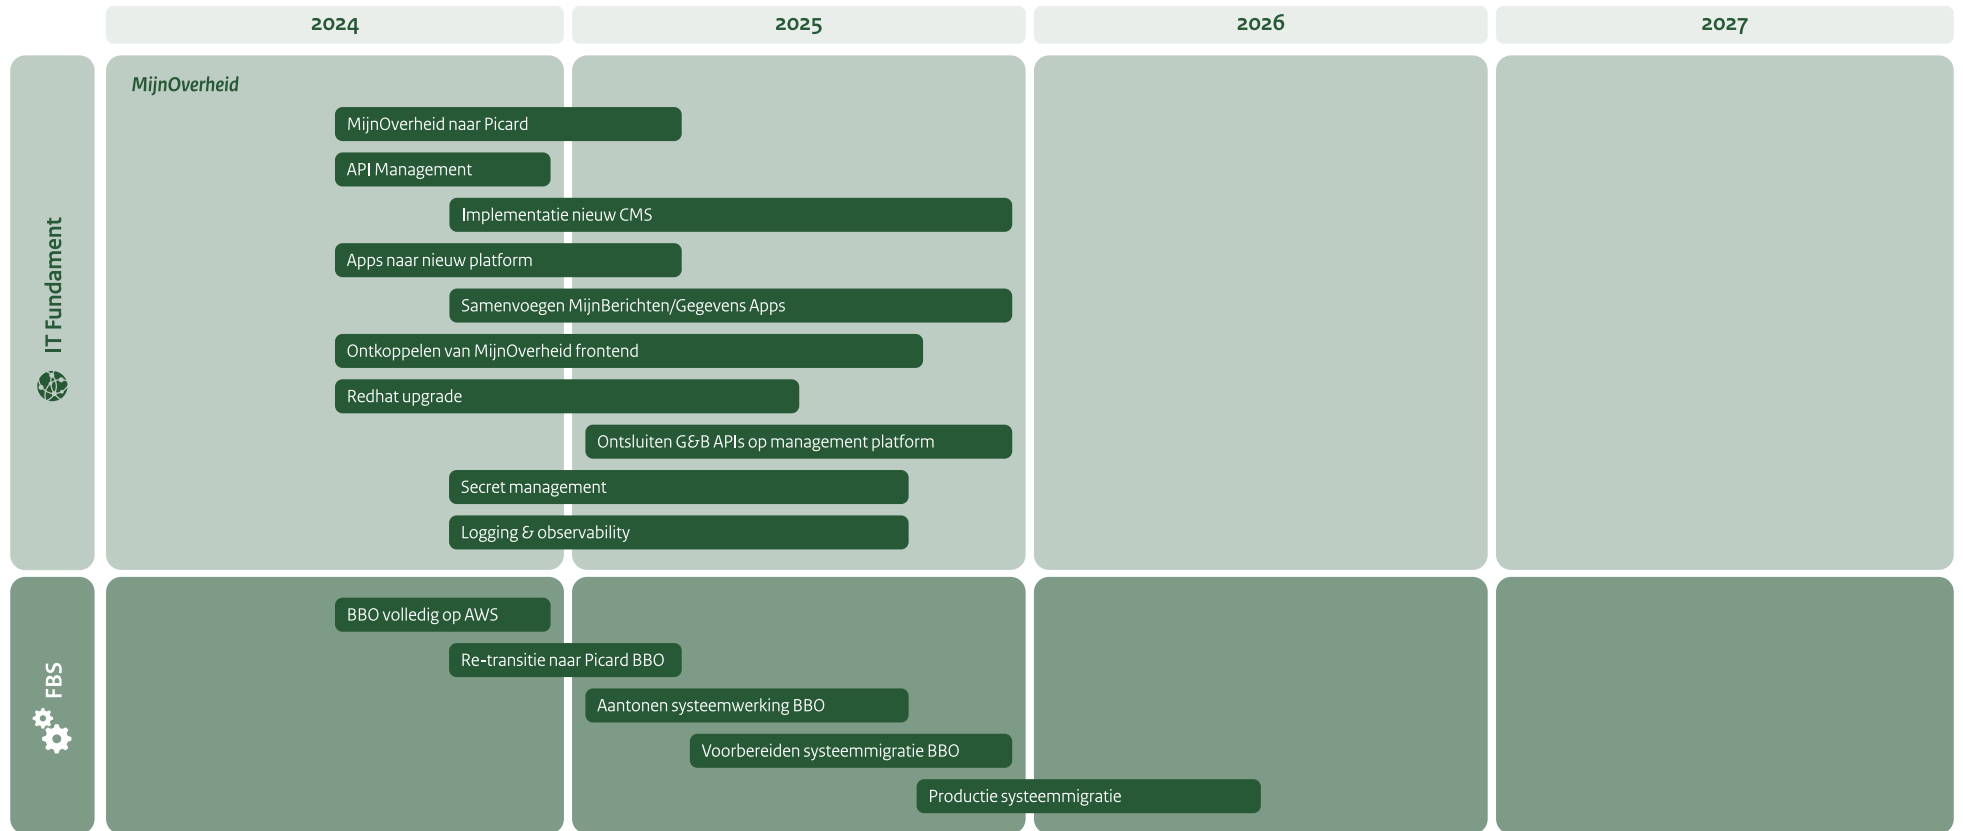 2024
2025
2026
2027
IT Fundament
MijnOverheid
MijnOverheid naar Picard
API Management
Implementatie nieuw CMS
Apps naar nieuw platform
Samenvoegen MijnBerichten/Gegevens Apps
Ontkoppelen van MijnOverheid frontend
Redhat upgrade
Ontsluiten G&B APIs op management platform
Secret management
Logging & observability
FBS
BBO volledig op AWS
Re-transitie naar Picard BBO
Aantonen systeemwerking BBO
Voorbereiden systeemmigratie BBO
Productie systeemmigratie